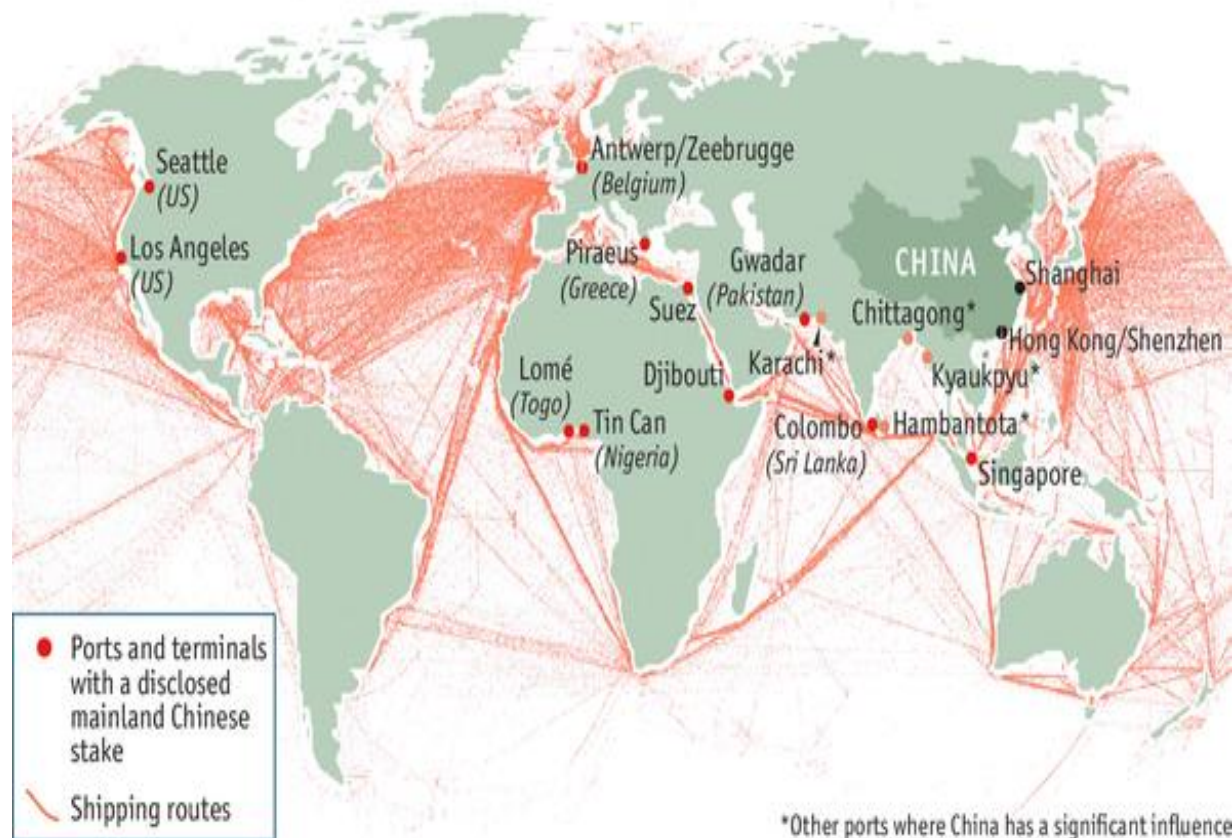 Seattle
(US)
Los Angeles
(US)
Antwerp/Zeebrugge
(Belgium)
Piraeus
(Greece)
Suez
Gwadar
(Pakistan)
Karachi*
CHINA
Shanghai
Chittagong*
Hong Kong/Shenzhen
Kyaukpyu*
Lomé
(Togo)
Tin Can
(Nigeria)
Djibouti
Colombo
(Sri Lanka)
Hambantota*
Singapore
Ports and terminals
with a disclosed
mainland Chinese
stake
Shipping routes
*Other ports where China has a significant influence